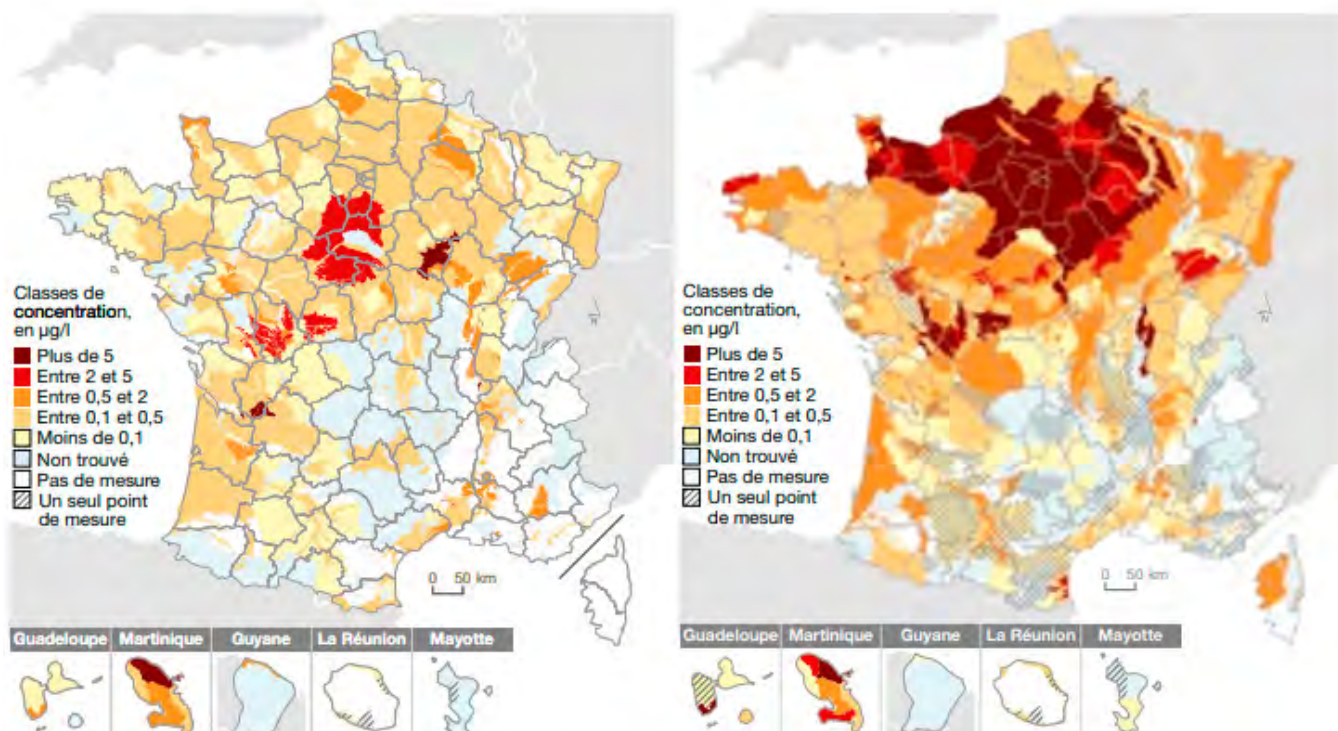 Classes de
concentration,
en µg/l
Plus de 5
Entre 2 et 5
Entre 0,5 et 2
Entre 0,1 et 0,5
Moins de 0,1
Non trouvé
Pas de mesure
Un seul point
de mesure
0 50 km
N
Guadeloupe Martinique Guyane La Réunion Mayotte
Classes de
concentration,
en µg/l
Plus de 5
Entre 2 et 5
Entre 0,5 et 2
Entre 0,1 et 0,5
Moins de 0,1
Non trouvé
Pas de mesure
Un seul point
de mesure
0 50 km
N
Guadeloupe Martinique Guyane La Réunion Mayotte